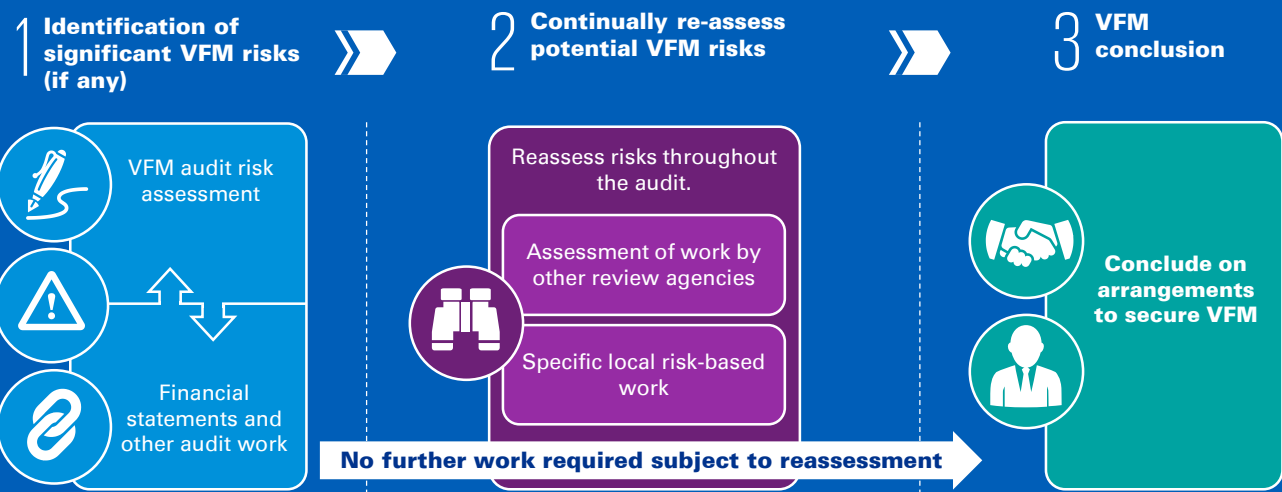 1
Identification of
significant VFM risks
(if any)
2
Continually re-assess
potential VFM risks
3
VFM
conclusion
VFM audit risk
assessment
Financial
statements and
other audit work
Reassess risks throughout
the audit.
Assessment of work by
other review agencies
Specific local risk-based
work
Conclude on
arrangements
to secure VFM
No further work required subject to reassessment